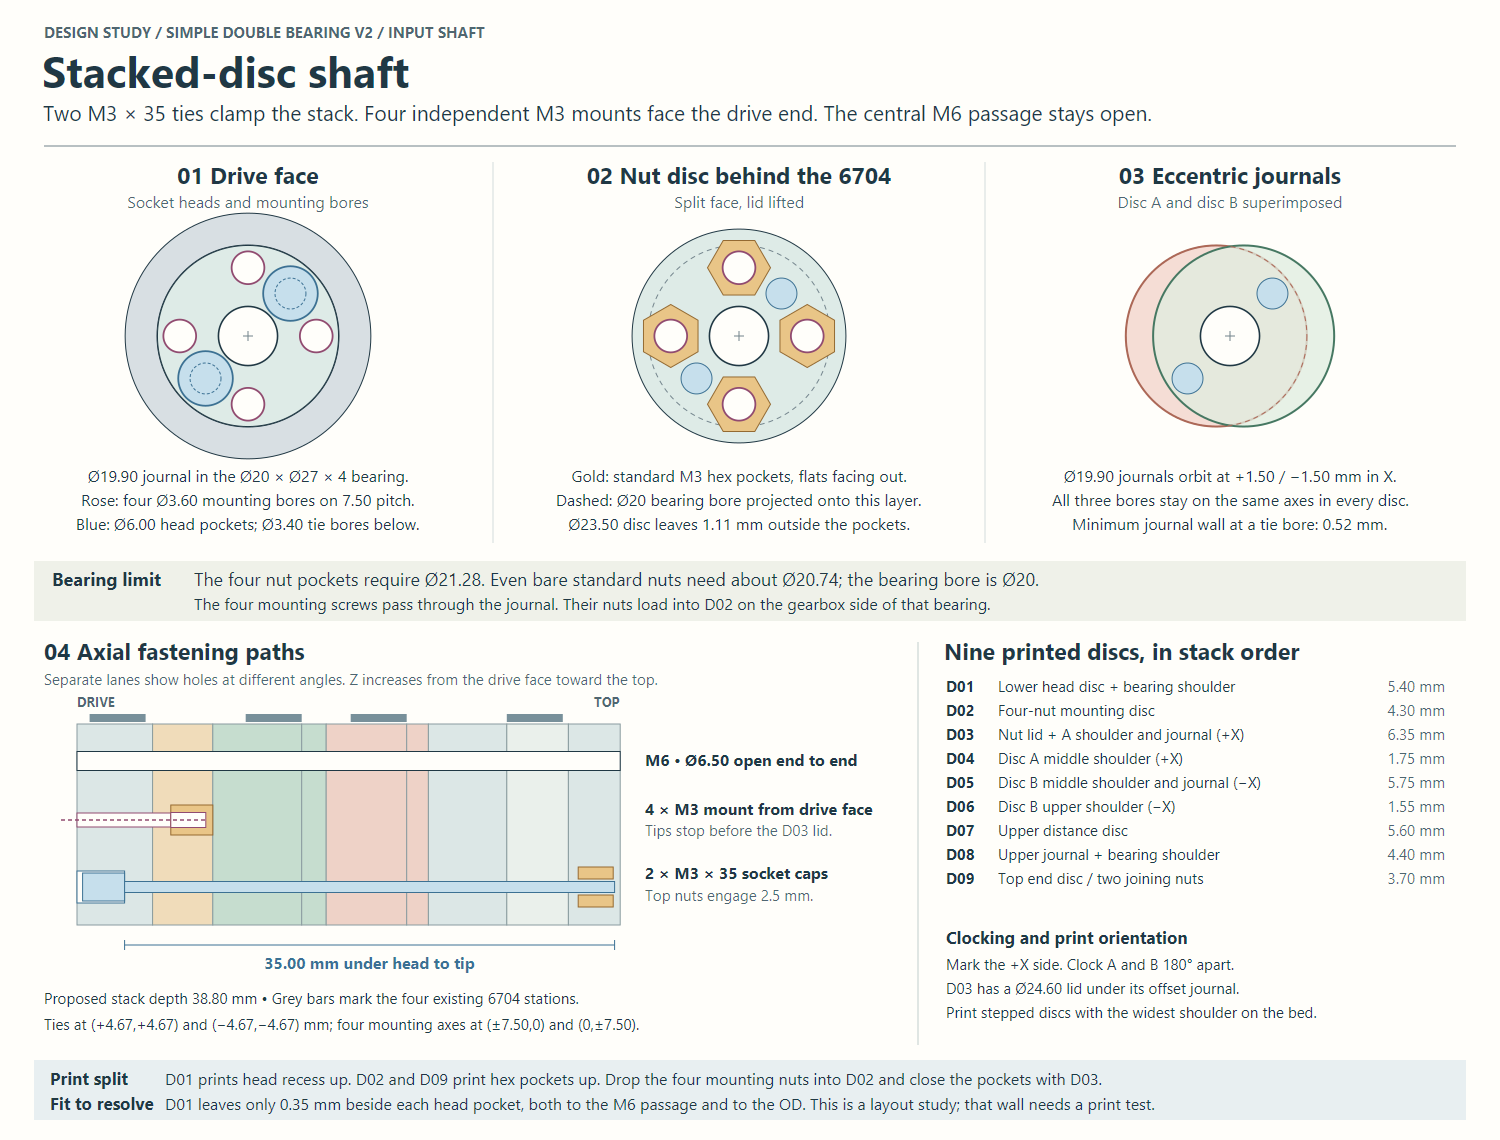 DESIGN STUDY / SIMPLE DOUBLE BEARING V2 / INPUT SHAFT
Stacked-disc shaft
Two M3 × 35 ties clamp the stack. Four independent M3 mounts face the drive end. The central M6 passage stays open.
01 Drive face
Socket heads and mounting bores
Ø19.90 journal in the Ø20 × Ø27 × 4 bearing.
Rose: four Ø3.60 mounting bores on 7.50 pitch.
Blue: Ø6.00 head pockets; Ø3.40 tie bores below.
02 Nut disc behind the 6704
Split face, lid lifted
Gold: standard M3 hex pockets, flats facing out.
Dashed: Ø20 bearing bore projected onto this layer.
Ø23.50 disc leaves 1.11 mm outside the pockets.
03 Eccentric journals
Disc A and disc B superimposed
Ø19.90 journals orbit at +1.50 / −1.50 mm in X.
All three bores stay on the same axes in every disc.
Minimum journal wall at a tie bore: 0.52 mm.
Bearing limit The four nut pockets require Ø21.28. Even bare standard nuts need about Ø20.74; the bearing bore is Ø20.
The four mounting screws pass through the journal. Their nuts load into D02 on the gearbox side of that bearing.
04 Axial fastening paths
Separate lanes show holes at different angles. Z increases from the drive face toward the top.
DRIVE TOP
M6 • Ø6.50 open end to end
4 × M3 mount from drive face
Tips stop before the D03 lid.
2 × M3 × 35 socket caps
Top nuts engage 2.5 mm.
35.00 mm under head to tip
Proposed stack depth 38.80 mm • Grey bars mark the four existing 6704 stations.
Ties at (+4.67,+4.67) and (−4.67,−4.67) mm; four mounting axes at (±7.50,0) and (0,±7.50).
Nine printed discs, in stack order
D01 Lower head disc + bearing shoulder 5.40 mm
D02 Four-nut mounting disc 4.30 mm
D03 Nut lid + A shoulder and journal (+X) 6.35 mm
D04 Disc A middle shoulder (+X) 1.75 mm
D05 Disc B middle shoulder and journal (−X) 5.75 mm
D06 Disc B upper shoulder (−X) 1.55 mm
D07 Upper distance disc 5.60 mm
D08 Upper journal + bearing shoulder 4.40 mm
D09 Top end disc / two joining nuts 3.70 mm
Clocking and print orientation
Mark the +X side. Clock A and B 180° apart.
D03 has a Ø24.60 lid under its offset journal.
Print stepped discs with the widest shoulder on the bed.
Print split D01 prints head recess up. D02 and D09 print hex pockets up. Drop the four mounting nuts into D02 and close the pockets with D03.
Fit to resolve D01 leaves only 0.35 mm beside each head pocket, both to the M6 passage and to the OD. This is a layout study; that wall needs a print test.